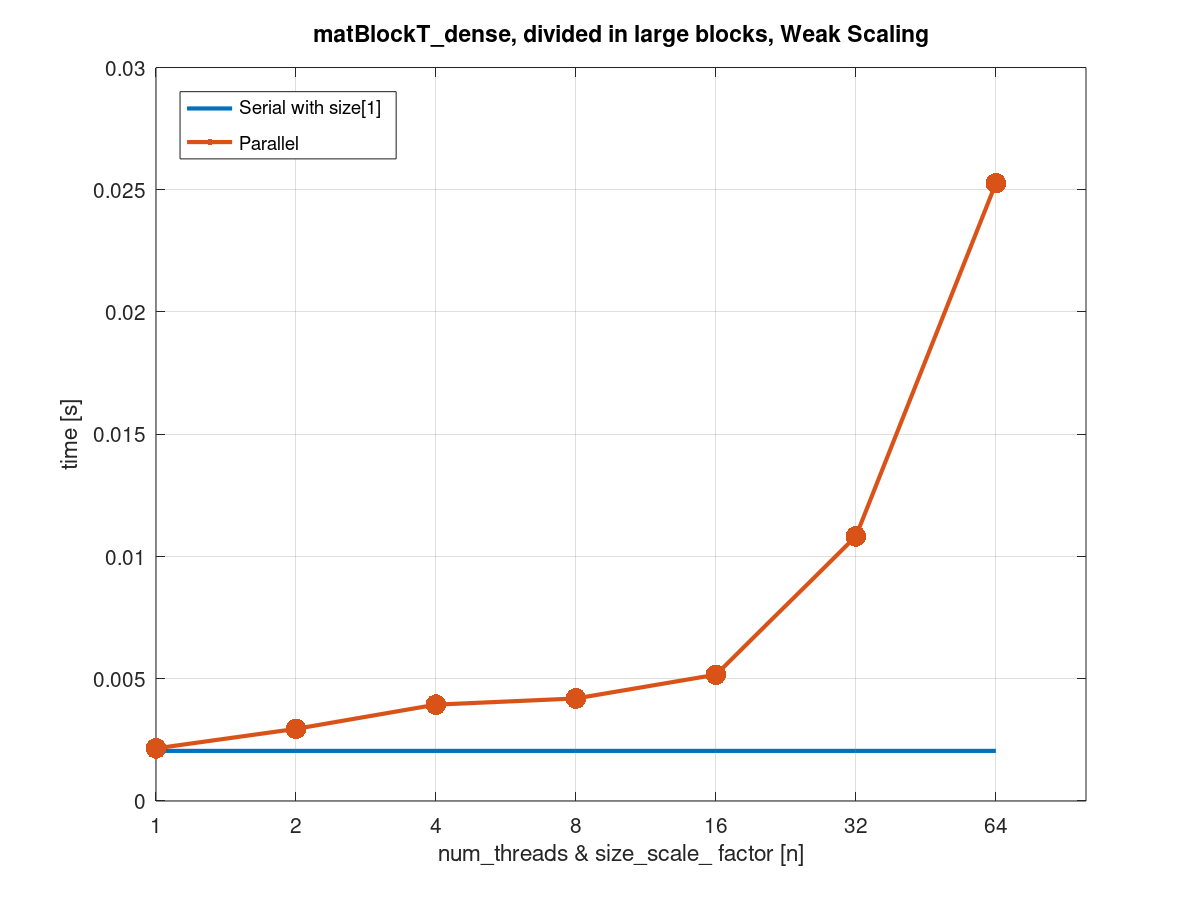 matBlockT_dense, divided in large blocks, Weak Scaling
0.03
Serial with size[1]
Parallel
0.025
0.02
0.015
0.01
0.005
0
time [s]
1 2 4 8 16 32 64
num_threads & size_scale_ factor [n]